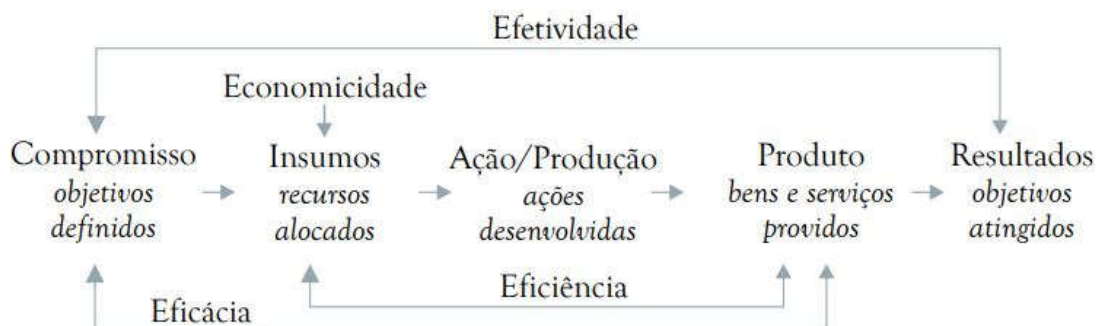 Efetividade
Economicidade
Compromisso Insumos Ação/Produção Produto Resultados
objetivos recursos ações bens e serviços objetivos
definidos alocados desenvolvidas providos atingidos
Eficiência
Eficácia